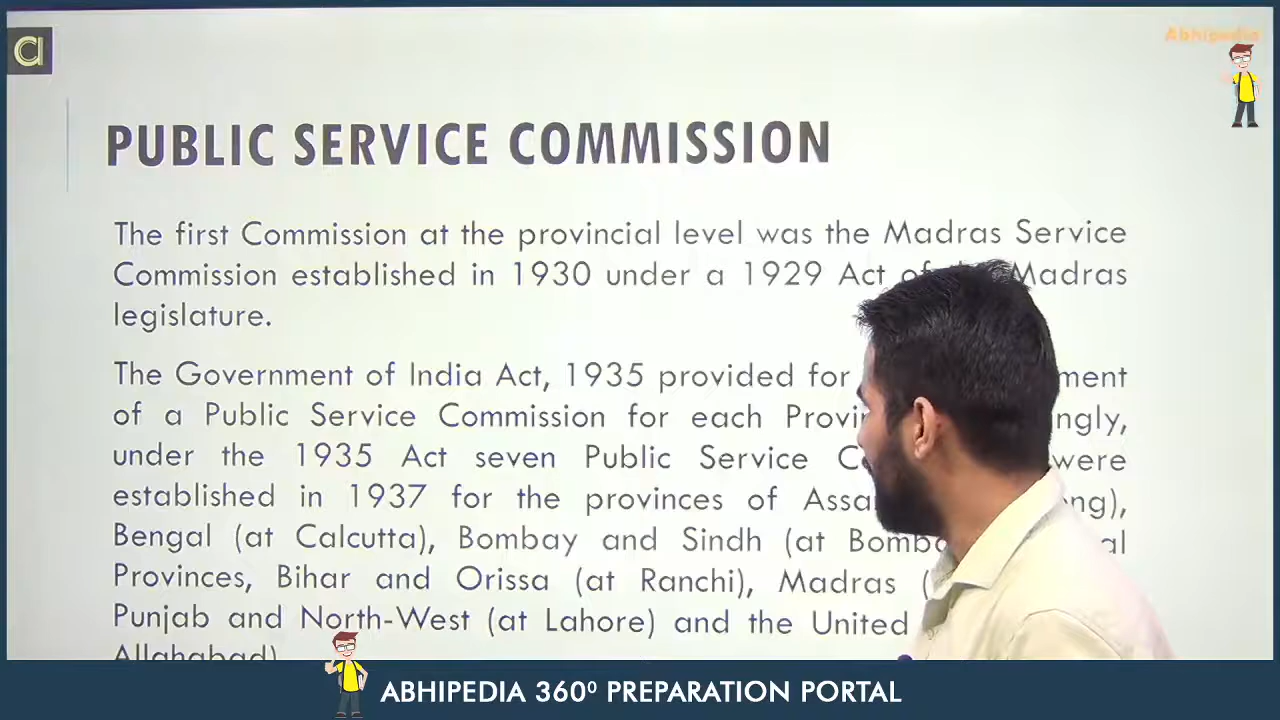 Abhipedia
PUBLIC SERVICE COMMISSION
The first Commission at the provincial level was the Madras Service
Commission established in 1930 under a 1929 Act of the Madras
legislature.
The Government of India Act, 1935 provided for
of a Public Service Commission for each
under the 1935 Act seven Public Service were
established in 1937 for the provinces of
Bengal (at Calcutta), Bombay and Sindh (at
Provinces, Bihar and Orissa (at Ranchi), Madras
Punjab and North-West (at Lahore) and the United
Allahabad)
ABHIPEDIA 360⁰ PREPARATION PORTAL